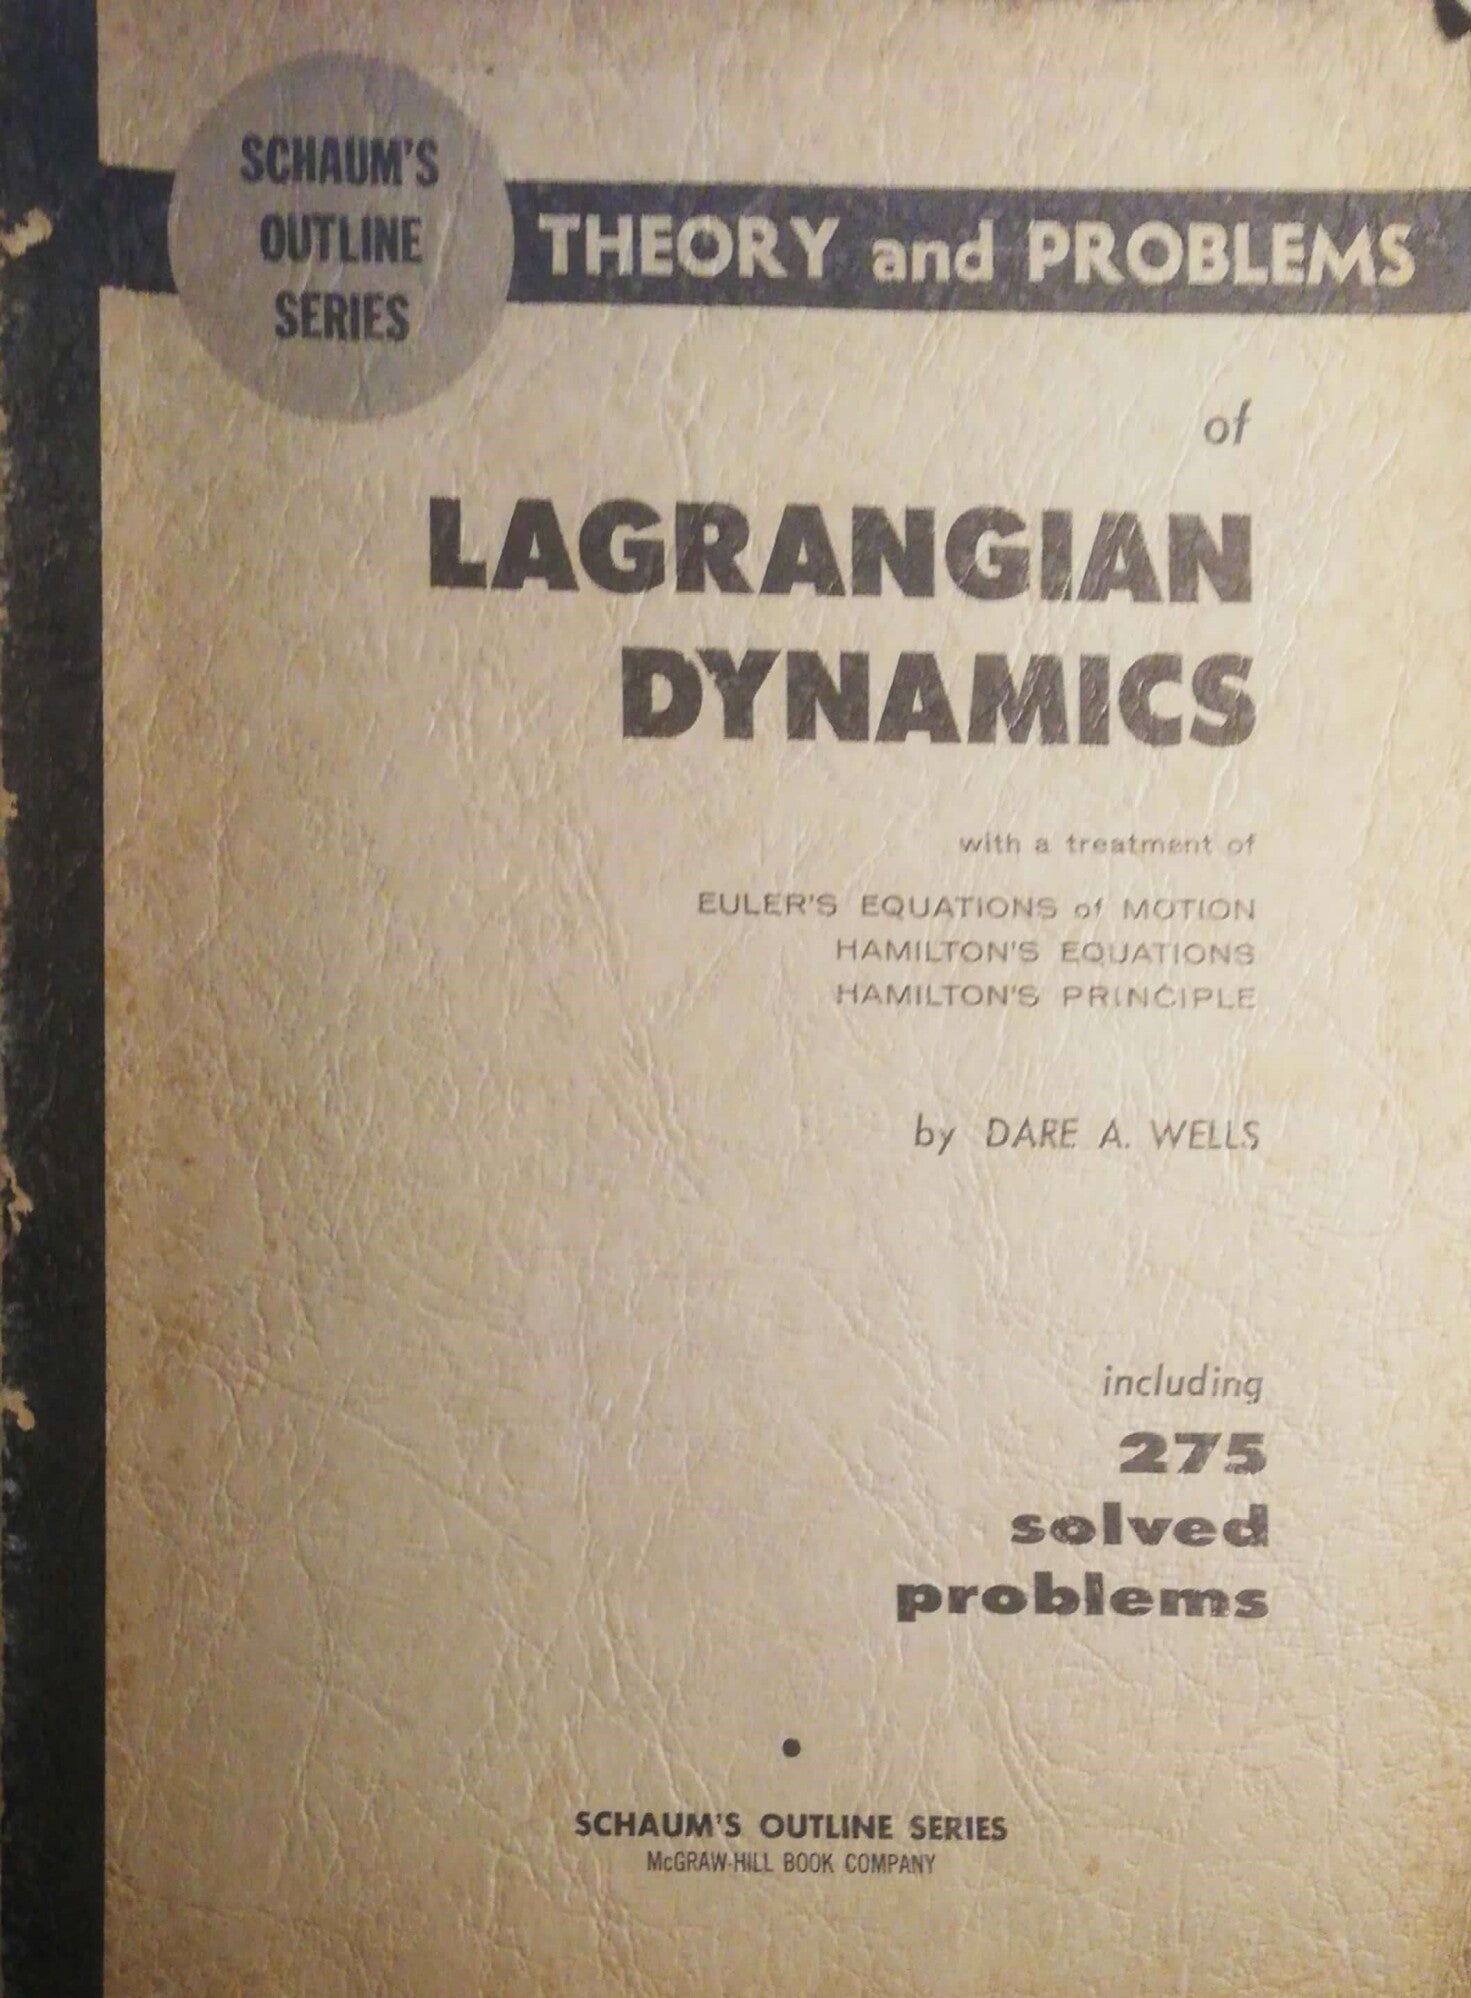 SCHAUM'S
OUTLINE
SERIES
THEORY and PROBLEMS
of
LAGRANGIAN
DYNAMICS
with a treatment of
EULER'S EQUATIONS of MOTION
HAMILTON'S EQUATIONS
HAMILTON'S PRINCIPLE
by DARE A. WELLS
including
275
solved
problems
SCHAUM'S OUTLINE SERIES
McGRAW-HILL BOOK COMPANY